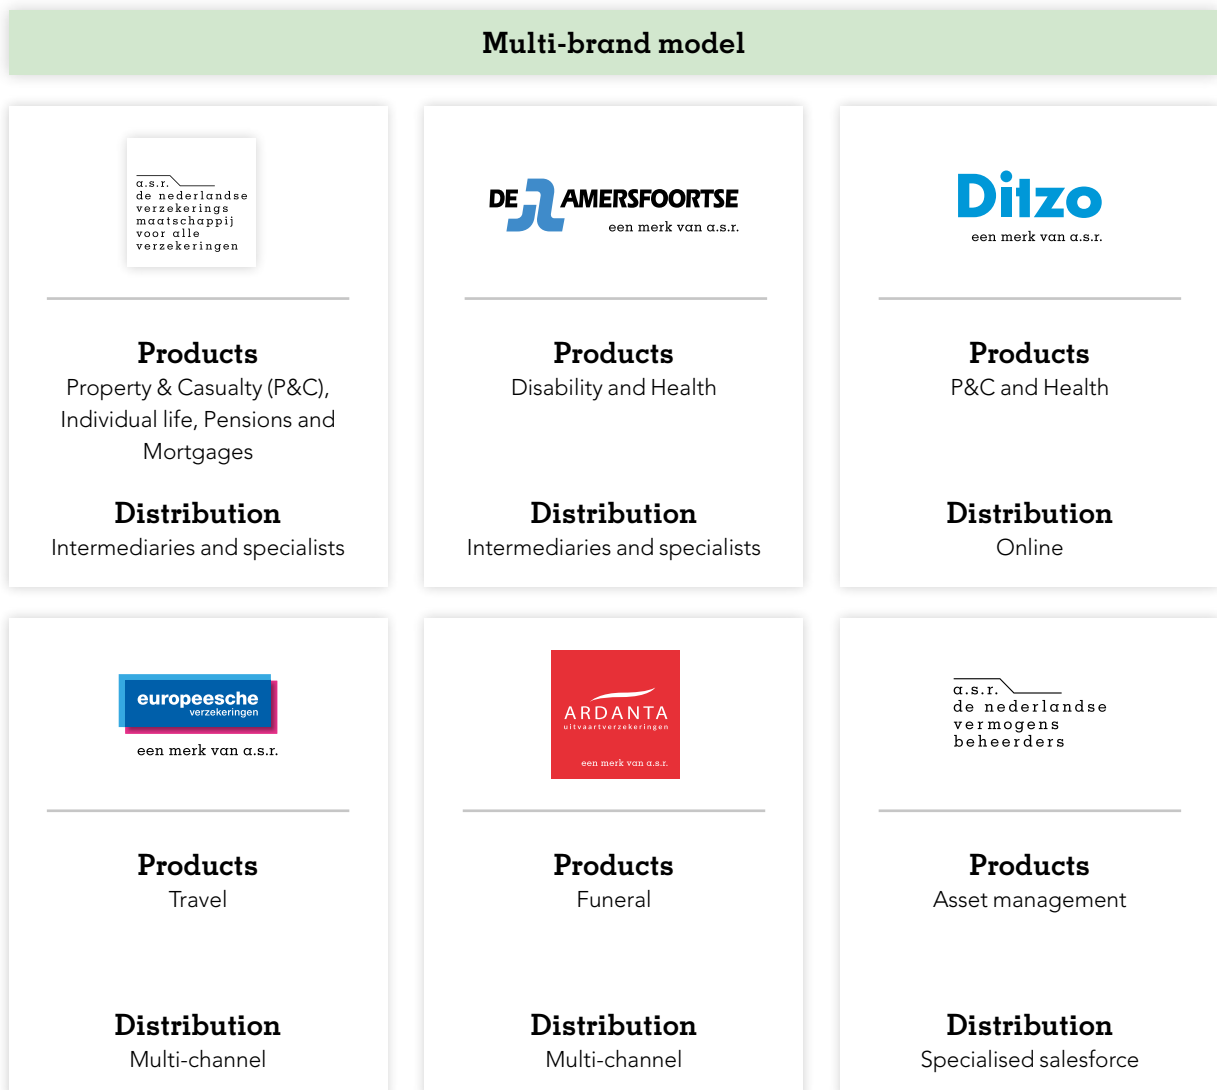 Multi-brand model
a.s.r.
de nederlandse
verzekerings
maatschappij
voor alle
verzekeringen
Products
Property & Casualty (P&C),
Individual life, Pensions and
Mortgages
Distribution
Intermediaries and specialists
DE AMERSFOORTSE
een merk van a.s.r.
Products
Disability and Health
Distribution
Intermediaries and specialists
Ditzo
een merk van a.s.r.
Products
P&C and Health
Distribution
Online
europeesche
verzekeringen
een merk van a.s.r.
Products
Travel
Distribution
Multi-channel
ARDANTA
uitvaartverzekeringen
een merk van a.s.r.
Products
Funeral
Distribution
Multi-channel
a.s.r.
de nederlandse
vermogens
beheerders
Products
Asset management
Distribution
Specialised salesforce